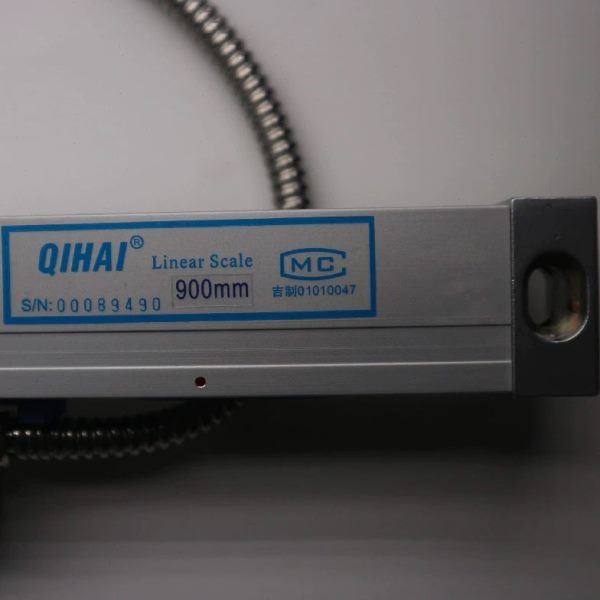 QIHAI® Linear Scale
S/N: 00089490 900mm
MC
吉制01010047